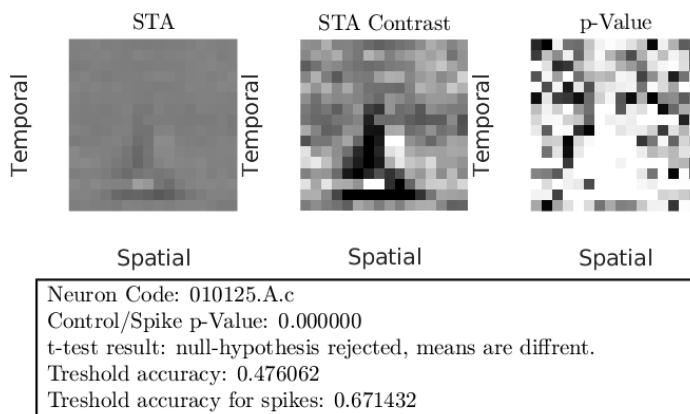 STA
STA Contrast
p-Value
Temporal
Temporal
Temporal
Spatial
Spatial
Spatial
Neuron Code: 010125.A.c
Control/Spike p-Value: 0.000000
t-test result: null-hypothesis rejected, means are diffrent.
Treshold accuracy: 0.476062
Treshold accuracy for spikes: 0.671432